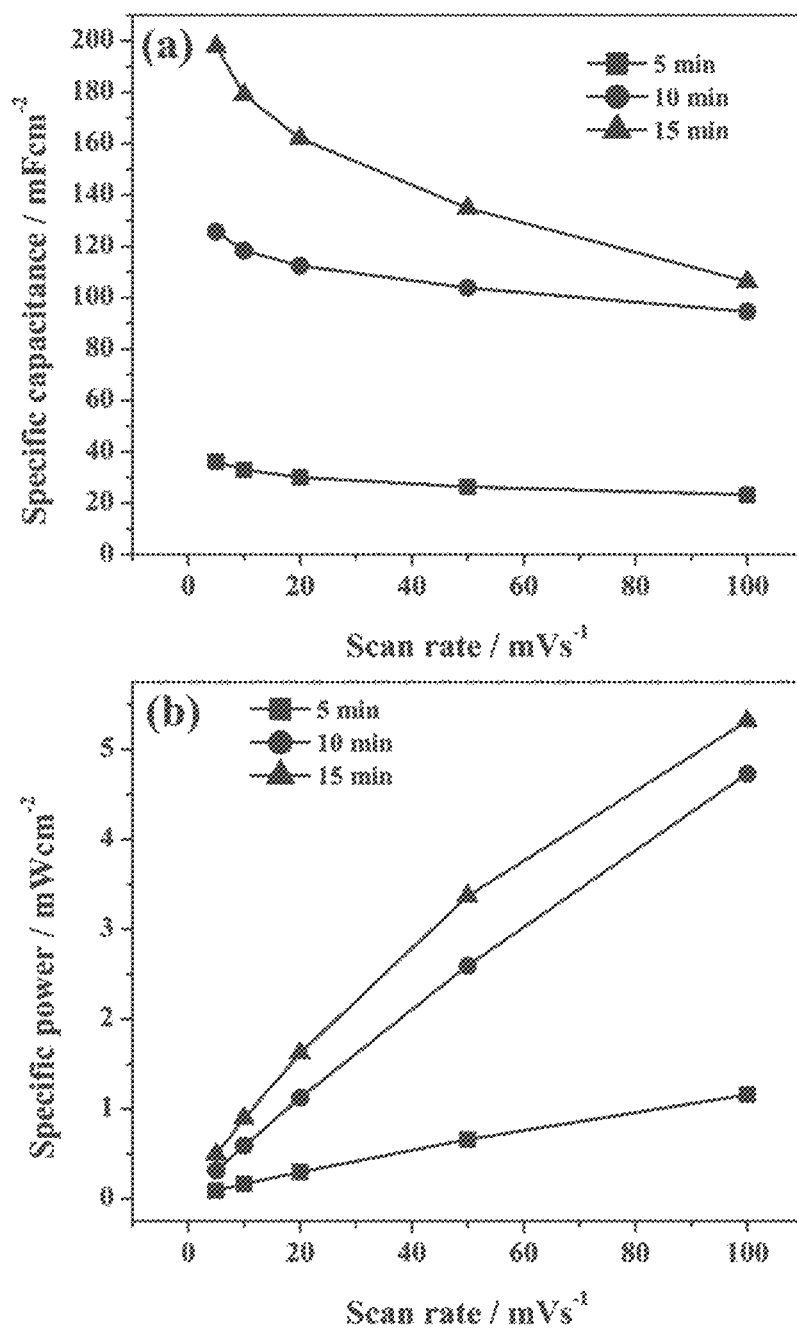 (a)
5 min
10 min
15 min
Specific capacitance / mFcm⁻²
200
180
160
140
120
100
80
60
40
20
0
0 20 40 60 80 100
Scan rate / mVs⁻¹
(b)
5 min
10 min
15 min
Specific power / mWcm⁻²
5
4
3
2
1
0
0 20 40 60 80 100
Scan rate / mVs⁻¹